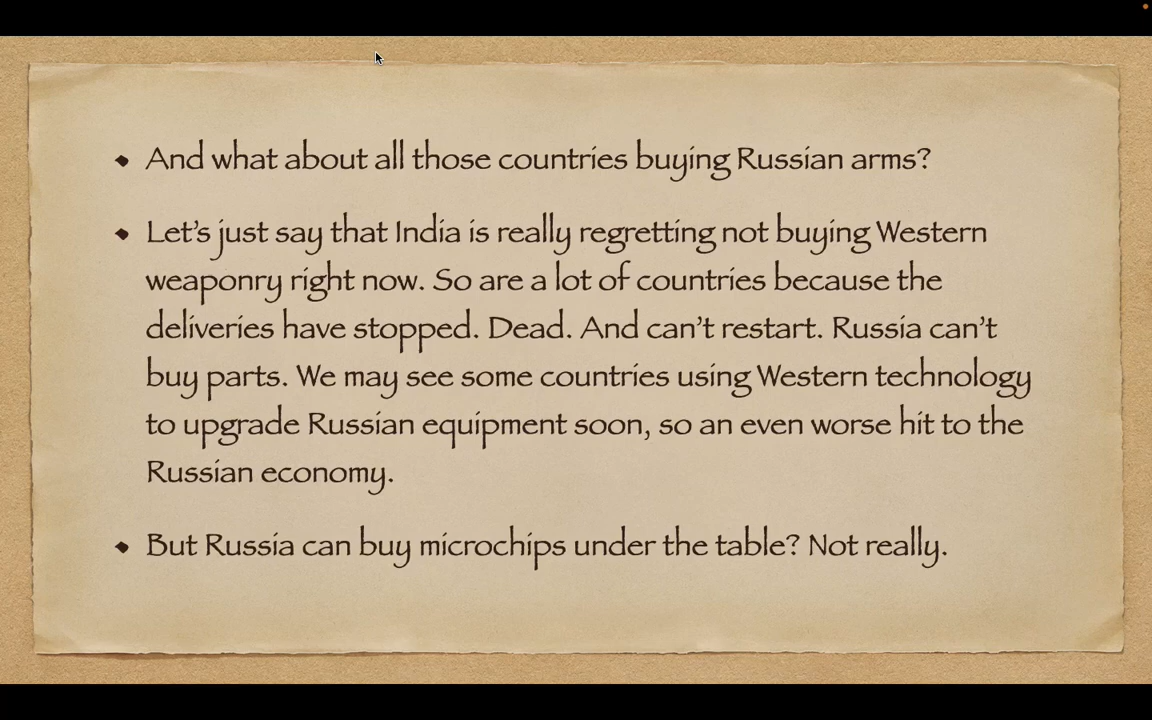 And what about all those countries buying Russian arms?
Let's just say that India is really regretting not buying Western
weaponry right now. So are a lot of countries because the
deliveries have stopped. Dead. And can't restart. Russia can't
buy parts. We may see some countries using Western technology
to upgrade Russian equipment soon, so an even worse hit to the
Russian economy.
But Russia can buy microchips under the table? Not really.